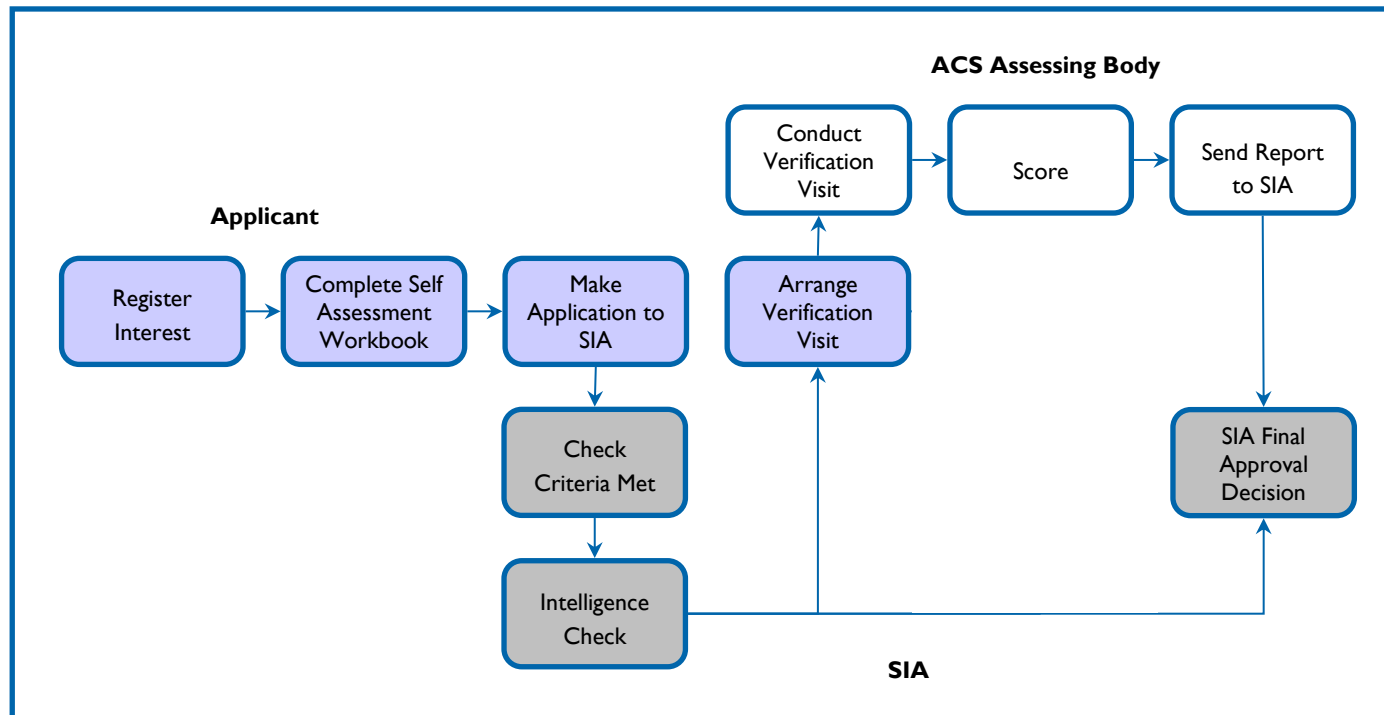 ACS Assessing Body
Conduct
Verification
Visit
Score
Send Report
to SIA
Applicant
Register
Interest
Complete Self
Assessment
Workbook
Make
Application to
SIA
Arrange
Verification
Visit
Check
Criteria Met
SIA Final
Approval
Decision
Intelligence
Check
SIA